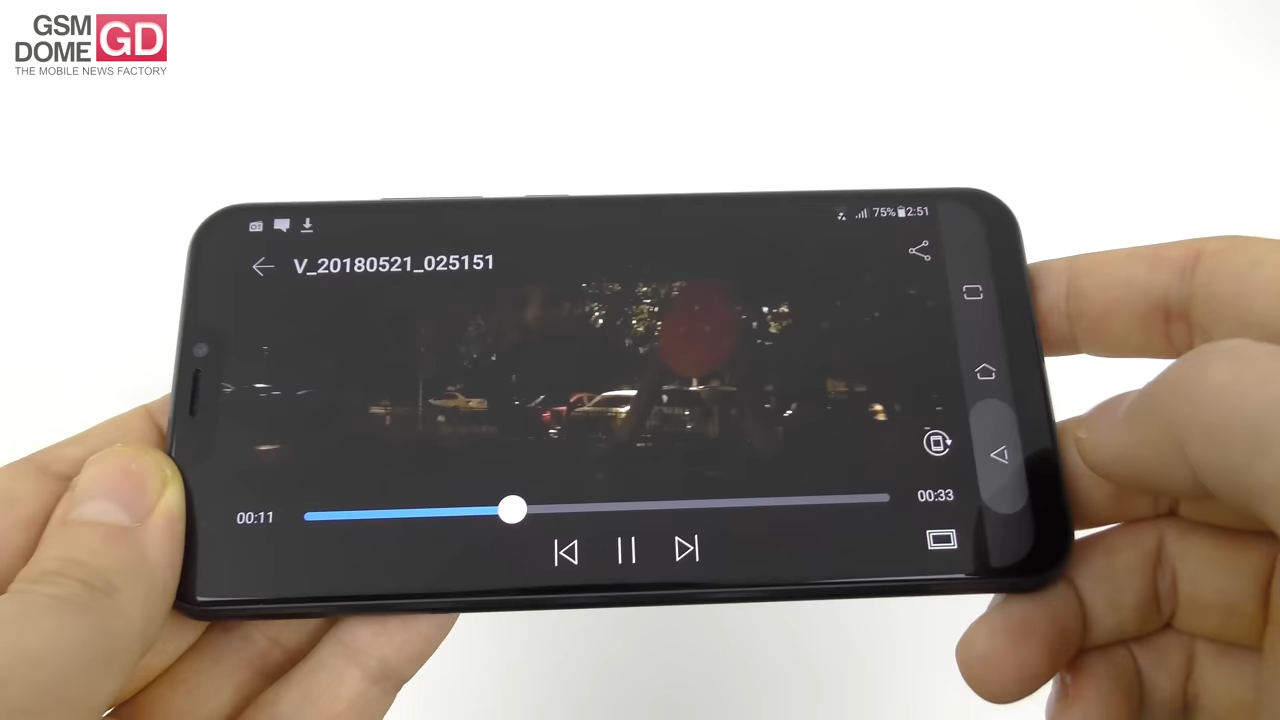 GSM
DOME GD
THE MOBILE NEWS FACTORY
75% 2:51
V_20180521_025151
00:11
00:33